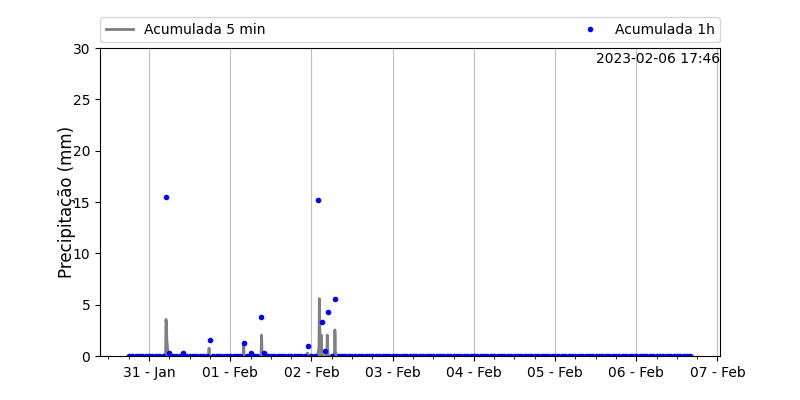 Acumulada 5 min
Acumulada 1h
2023-02-06 17:46
Precipitação (mm)
30
25
20
15
10
5
0
31 - Jan 01 - Feb 02 - Feb 03 - Feb 04 - Feb 05 - Feb 06 - Feb 07 - Feb